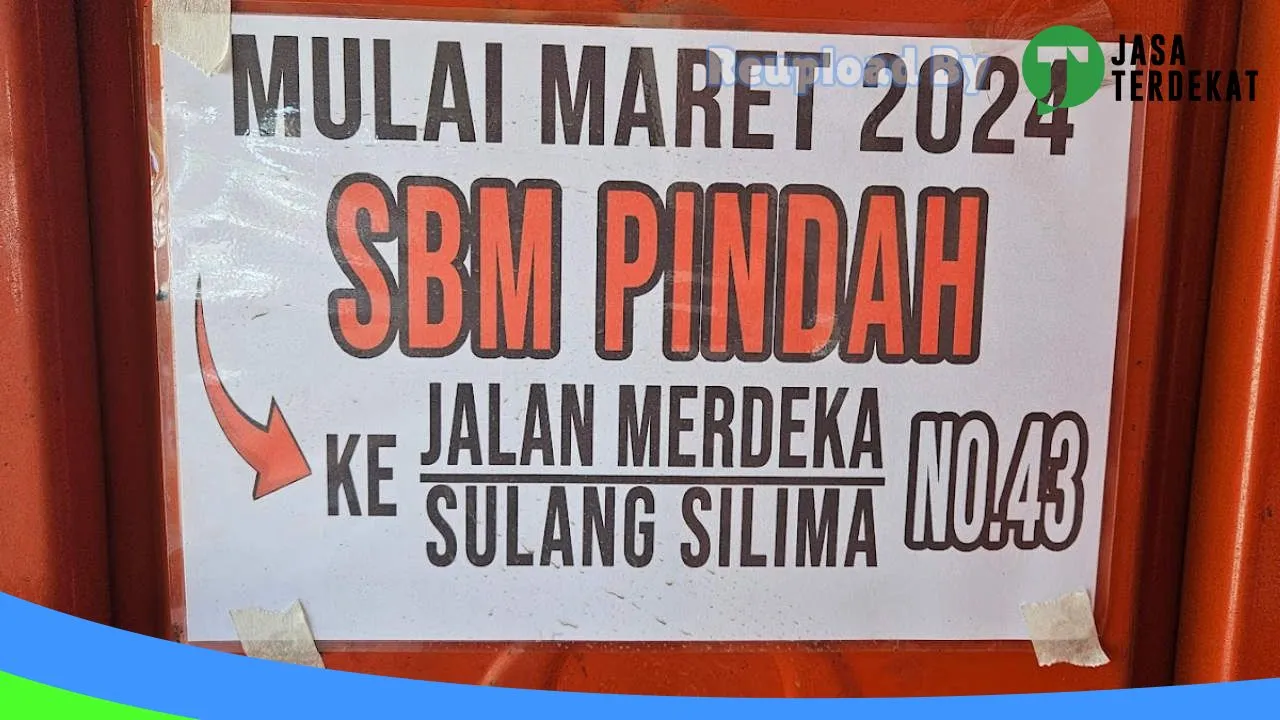 Reupload By
JASA
TERDEKAT
MULAI MARET 2024
SBM PINDAH
KE JALAN MERDEKA NO.43
SULANG SILIMA